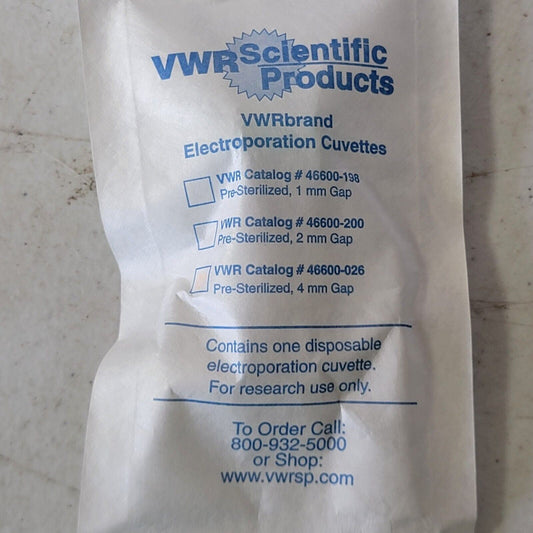 VWR Scientific
Products
VWRbrand
Electroporation Cuvettes
VWR Catalog # 46600-198
Pre-Sterilized, 1 mm Gap
VWR Catalog # 46600-200
Pre-Sterilized, 2 mm Gap
VWR Catalog # 46600-026
Pre-Sterilized, 4 mm Gap
Contains one disposable
electroporation cuvette.
For research use only.
To Order Call:
800-932-5000
or Shop:
www.vwrsp.com